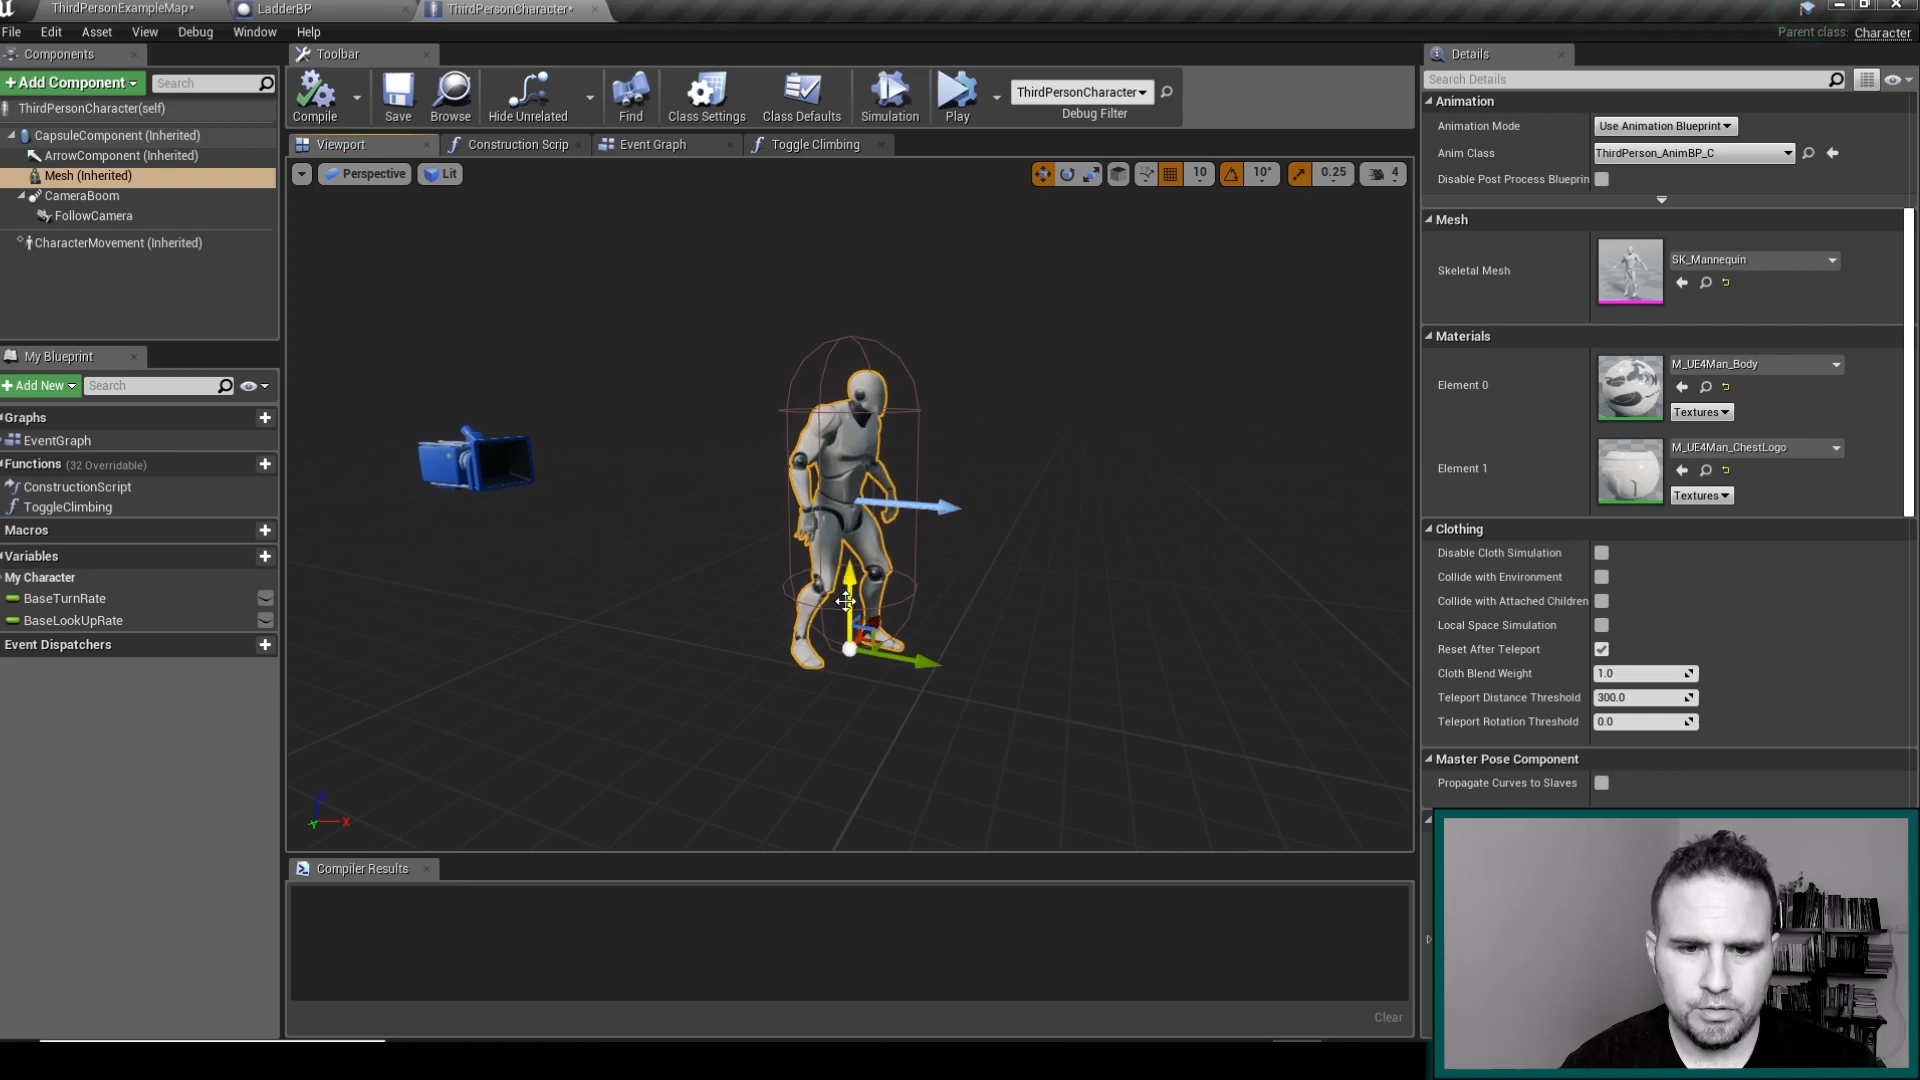 ThirdPersonExampleMap*
LadderBP
ThirdPersonCharacter*
File
Edit
Asset
View
Debug
Window
Help
Parent class: Character
Components
Toolbar
Details
+Add Component
Search
Search Details
ThirdPersonCharacter(self)
CapsuleComponent (Inherited)
ArrowComponent (Inherited)
Mesh (Inherited)
CameraBoom
FollowCamera
CharacterMovement (Inherited)
Compile
Save
Browse
Hide Unrelated
Find
Class Settings
Class Defaults
Simulation
Play
ThirdPersonCharacter
Debug Filter
Viewport
Construction Scrip
Event Graph
Toggle Climbing
Perspective
Lit
10
10°
0.25
4
X
My Blueprint
+Add New
Search
Graphs
EventGraph
Functions (32 Overridable)
ConstructionScript
ToggleClimbing
Macros
Variables
My Character
BaseTurnRate
BaseLookUpRate
Event Dispatchers
Compiler Results
Clear
Animation
Animation Mode
Use Animation Blueprint
Anim Class
ThirdPerson_AnimBP_C
Disable Post Process Blueprin
Mesh
Skeletal Mesh
SK_Mannequin
Materials
Element 0
M_UE4Man_Body
Textures
Element 1
M_UE4Man_ChestLogo
Textures
Clothing
Disable Cloth Simulation
Collide with Environment
Collide with Attached Children
Local Space Simulation
Reset After Teleport
Cloth Blend Weight
1.0
Teleport Distance Threshold
300.0
Teleport Rotation Threshold
0.0
Master Pose Component
Propagate Curves to Slaves